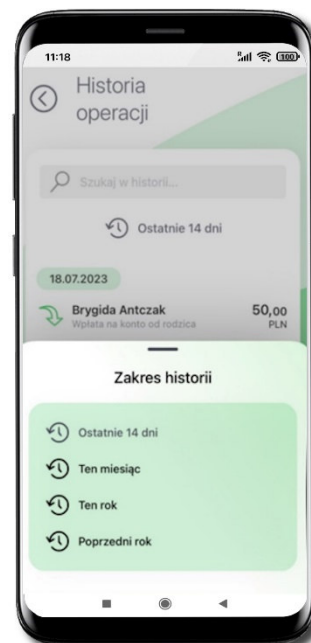 11:18
100
Historia
operacji
Szukaj w historii...
Ostatnie 14 dni
18.07.2023
Brygida Antczak 50,00
Wpłata na konto od rodzica PLN
Zakres historii
Ostatnie 14 dni
Ten miesiąc
Ten rok
Poprzedni rok